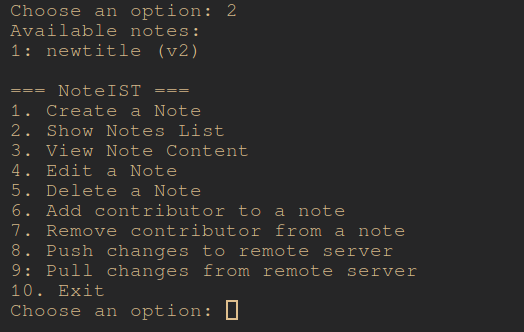 Choose an option: 2
Available notes:
1: newtitle (v2)
=== NoteIST ===
1. Create a Note
2. Show Notes List
3. View Note Content
4. Edit a Note
5. Delete a Note
6. Add contributor to a note
7. Remove contributor from a note
8. Push changes to remote server
9: Pull changes from remote server
10. Exit
Choose an option: